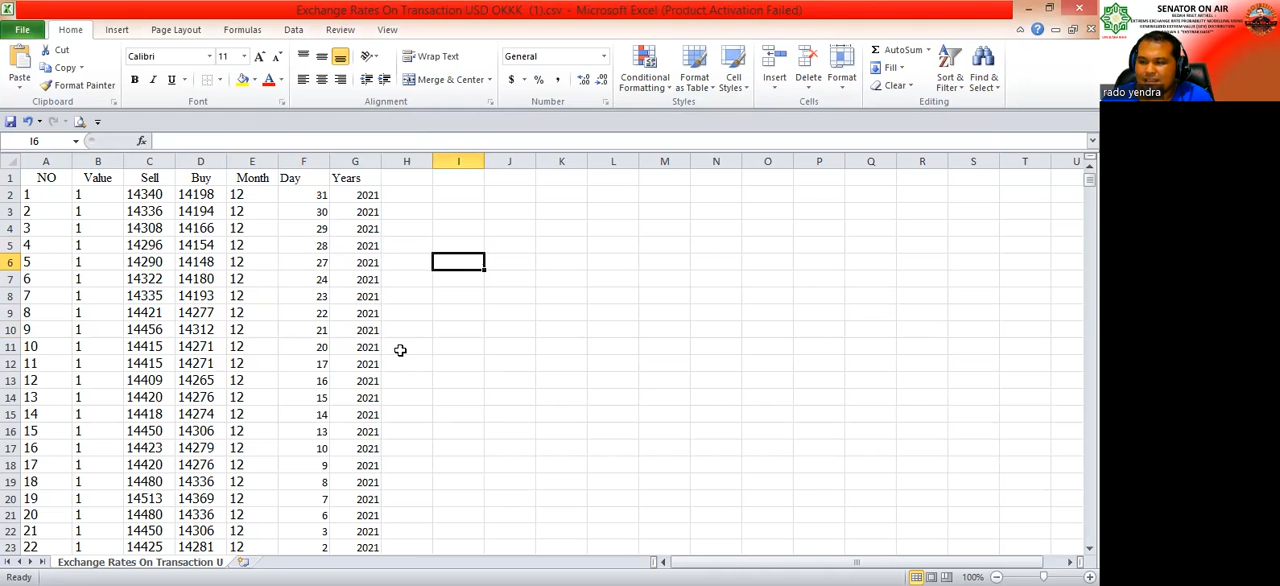 Exchange Rates On Transaction USD OKKK (1).csv - Microsoft Excel (Product Activation Failed)
File Home Insert Page Layout Formulas Data Review View
Paste Cut Copy Format Painter Clipboard
Calibri 11 A A B I U A Font
Wrap Text Merge & Center Alignment
General $ % , Number
Conditional Formatting Format as Table Cell Styles Styles
Insert Delete Format Cells
AutoSum Fill Clear Sort & Filter Find & Select Editing
SENATOR ON AIR
rado yendra
I6 fx
A B C D E F G H I J K L M N O P Q R S T U
1 NO Value Sell Buy Month Day Years
2 1 1 14340 14198 12 31 2021
3 2 1 14336 14194 12 30 2021
4 3 1 14308 14166 12 29 2021
5 4 1 14296 14154 12 28 2021
6 5 1 14290 14148 12 27 2021
7 6 1 14322 14180 12 24 2021
8 7 1 14335 14193 12 23 2021
9 8 1 14421 14277 12 22 2021
10 9 1 14456 14312 12 21 2021
11 10 1 14415 14271 12 20 2021
12 11 1 14415 14271 12 17 2021
13 12 1 14409 14265 12 16 2021
14 13 1 14420 14276 12 15 2021
15 14 1 14418 14274 12 14 2021
16 15 1 14450 14306 12 13 2021
17 16 1 14423 14279 12 10 2021
18 17 1 14420 14276 12 9 2021
19 18 1 14480 14336 12 8 2021
20 19 1 14513 14369 12 7 2021
21 20 1 14480 14336 12 6 2021
22 21 1 14450 14306 12 3 2021
23 22 1 14425 14281 12 2 2021
Exchange Rates On Transaction U
Ready 100%